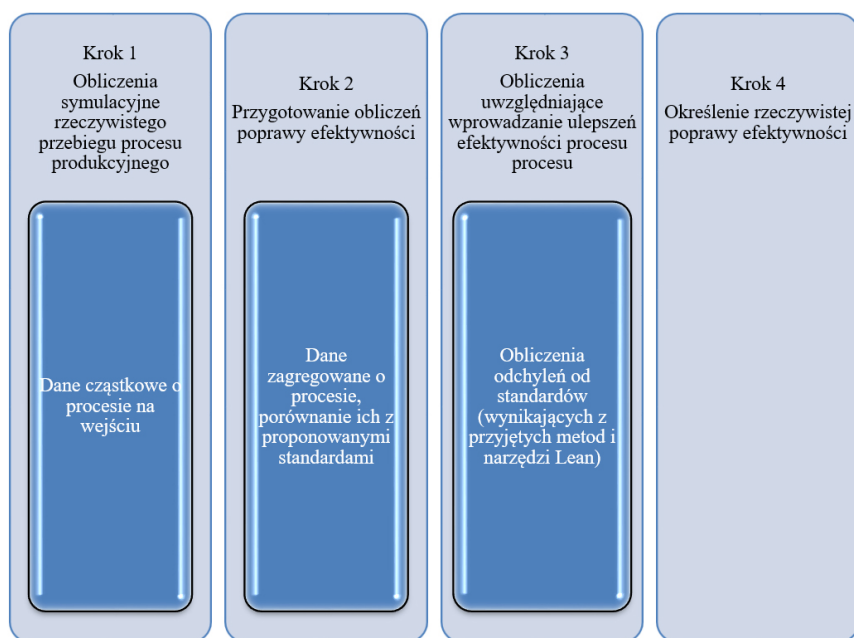 Krok 1
Obliczenia
symulacyjne
rzeczywistego
przebiegu procesu
produkcyjnego
Dane cząstkowe o
procesie na
wejściu
Krok 2
Przygotowanie obliczeń
poprawy efektywności
Dane
zagregowane o
procesie,
porównanie ich z
proponowanymi
standardami
Krok 3
Obliczenia
uwzględniające
wprowadzanie ulepszeń
efektywności procesu
procesu
Obliczenia
odchyleń od
standardów
(wynikających z
przyjętych metod i
narzędzi Lean)
Krok 4
Określenie rzeczywistej
poprawy efektywności